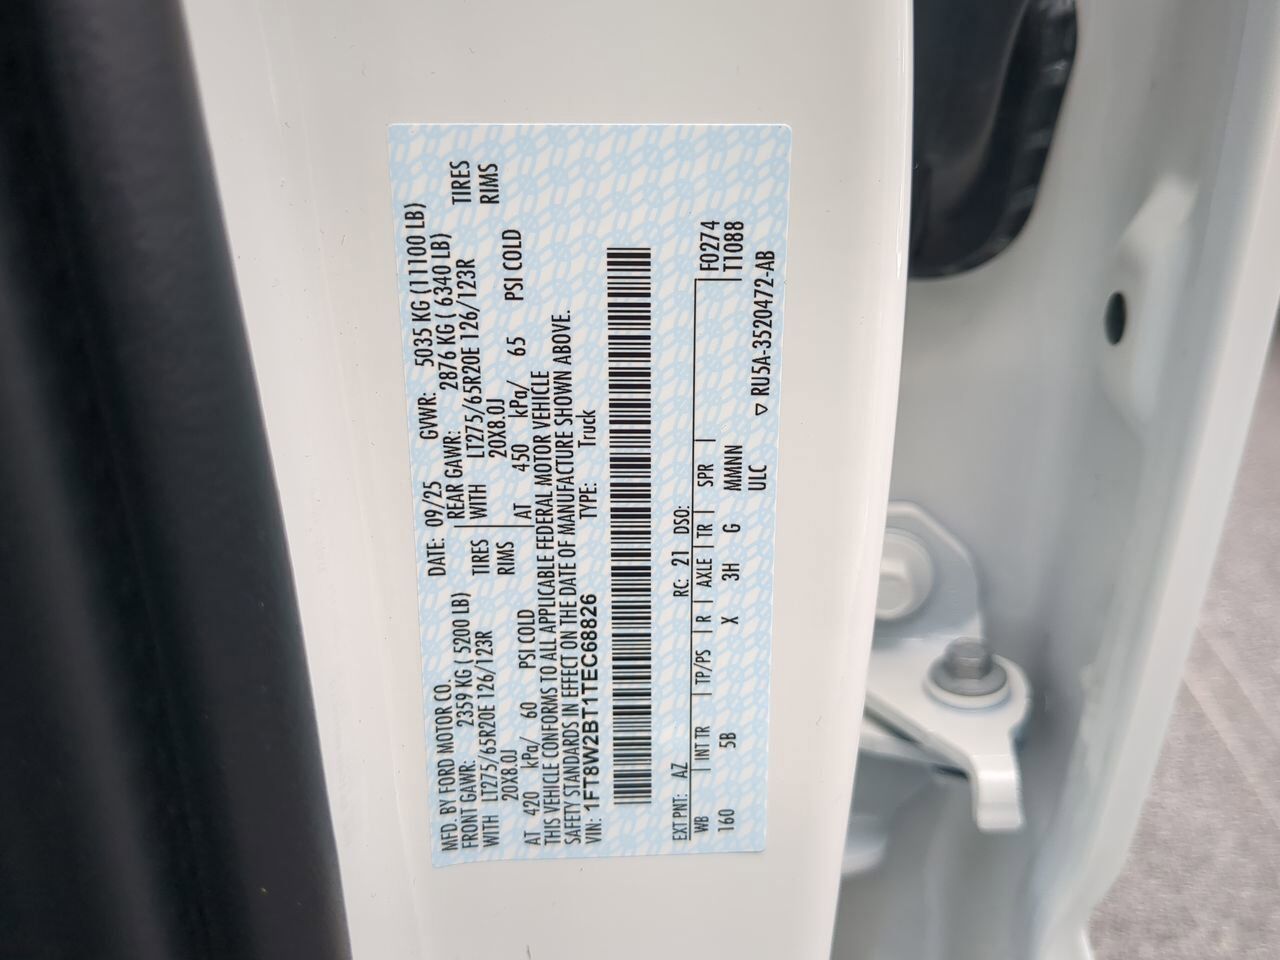 MFD. BY FORD MOTOR CO.
DATE: 09/25 GVWR: 5035 KG (11100 LB)
FRONT GAWR: 2359 KG ( 5200 LB) REAR GAWR: 2876 KG ( 6340 LB)
WITH LT275/65R20E 126/123R TIRES WITH LT275/65R20E 126/123R TIRES
20X8.0J RIMS 20X8.0J RIMS
AT 420 kPa/ 60 PSI COLD AT 450 kPa/ 65 PSI COLD
THIS VEHICLE CONFORMS TO ALL APPLICABLE FEDERAL MOTOR VEHICLE
SAFETY STANDARDS IN EFFECT ON THE DATE OF MANUFACTURE SHOWN ABOVE.
VIN: 1FT8W2BT1TEC68826 TYPE: Truck
EXT PNT: AZ RC: 21 DSO:
WB INT TR TP/PS R AXLE TR SPR F0274
160 5B X 3H G MMNN T1088
ULC
▽ RU5A-3520472-AB